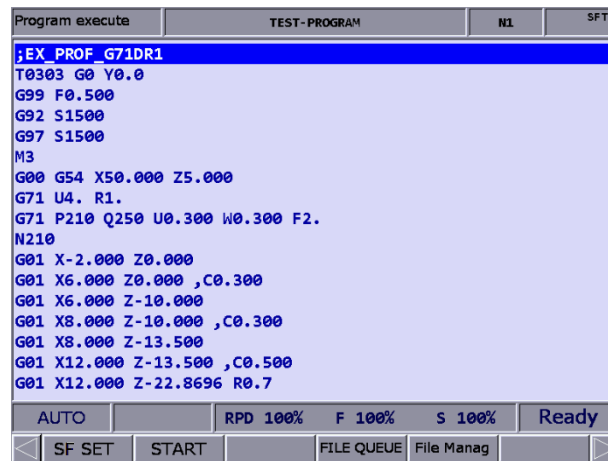 Program execute TEST-PROGRAM N1 SFT
;EX_PROF_G71DR1
T0303 G0 Y0.0
G99 F0.500
G92 S1500
G97 S1500
M3
G00 G54 X50.000 Z5.000
G71 U4. R1.
G71 P210 Q250 U0.300 W0.300 F2.
N210
G01 X-2.000 Z0.000
G01 X6.000 Z0.000 ,C0.300
G01 X6.000 Z-10.000
G01 X8.000 Z-10.000 ,C0.300
G01 X8.000 Z-13.500
G01 X12.000 Z-13.500 ,C0.500
G01 X12.000 Z-22.8696 R0.7
AUTO RPD 100% F 100% S 100% Ready
SF SET START FILE QUEUE File Manag